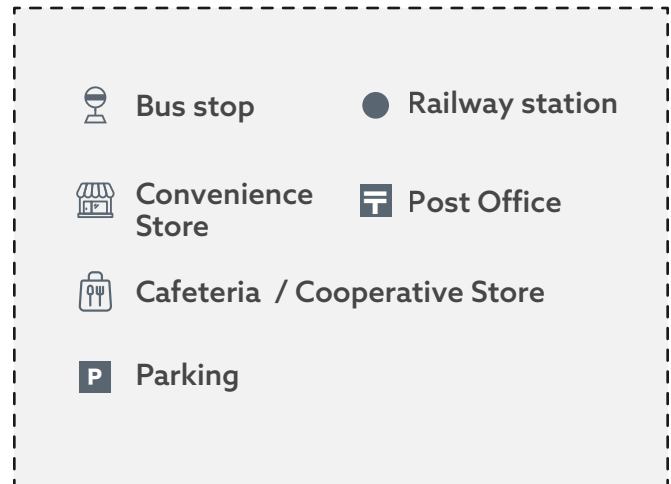 Bus stop
Railway station
Convenience
Store
Post Office
Cafeteria / Cooperative Store
P
Parking